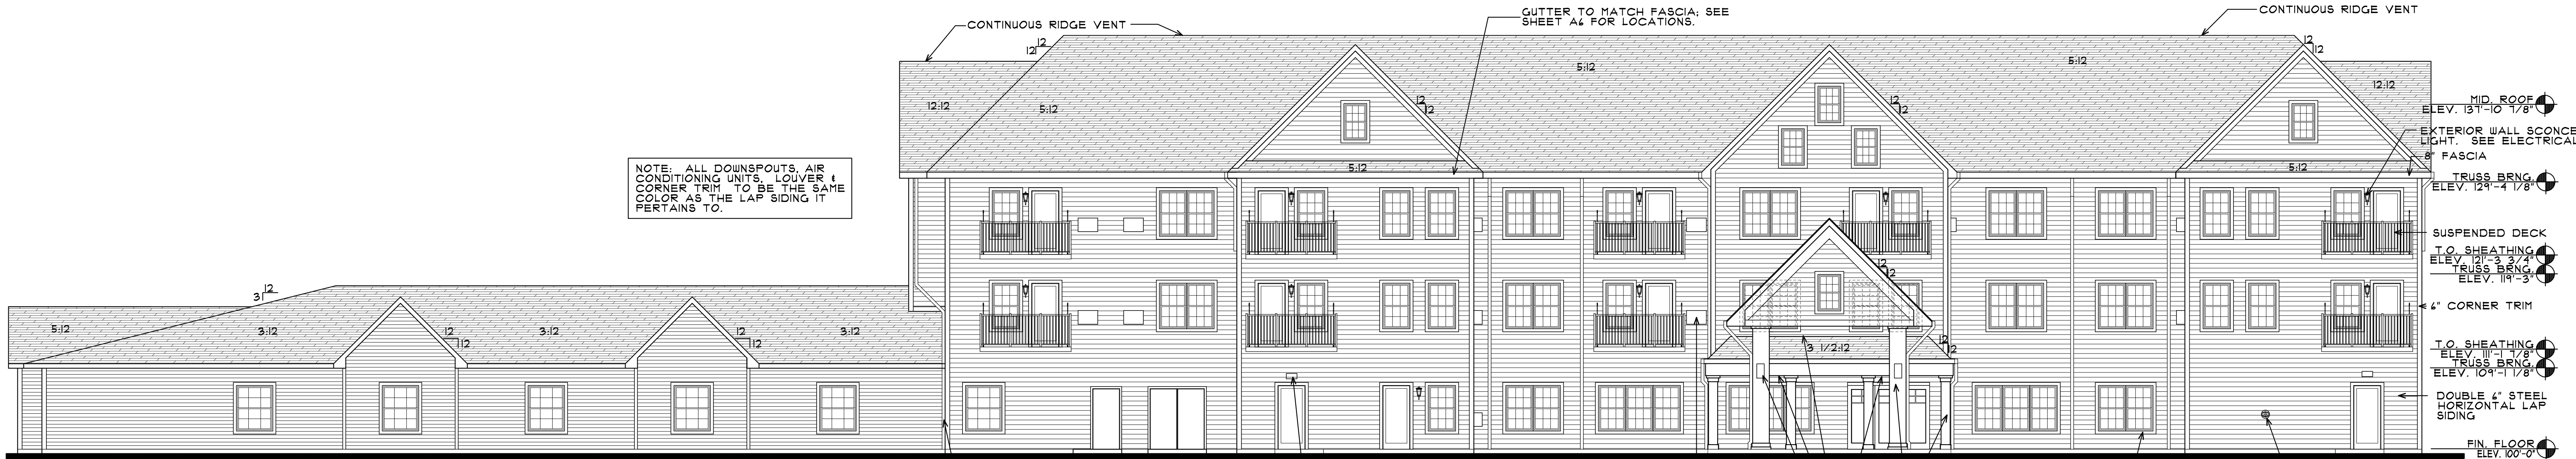 CONTINUOUS RIDGE VENT
GUTTER TO MATCH FASCIA; SEE
SHEET A6 FOR LOCATIONS.
CONTINUOUS RIDGE VENT
12
12
12
12
5:12
5:12
12:12
5:12
12
12
12
12
12:12
MID. ROOF
ELEV. 137'-10 7/8"
EXTERIOR WALL SCONCE
LIGHT. SEE ELECTRICAL
8" FASCIA
NOTE: ALL DOWNSPOUTS, AIR
CONDITIONING UNITS, LOUVER &
CORNER TRIM TO BE THE SAME
COLOR AS THE LAP SIDING IT
PERTAINS TO.
5:12
5:12
TRUSS BRNG.
ELEV. 129'-4 1/8"
SUSPENDED DECK
T.O. SHEATHING
ELEV. 121'-3 3/4"
TRUSS BRNG.
ELEV. 119'-3"
12
12
12
3
6" CORNER TRIM
5:12
3:12
12
12
3:12
12
12
3:12
3 1/2:12
12
12
T.O. SHEATHING
ELEV. 111'-1 7/8"
TRUSS BRNG.
ELEV. 109'-1 1/8"
DOUBLE 6" STEEL
HORIZONTAL LAP
SIDING
FIN. FLOOR
ELEV. 100'-0"